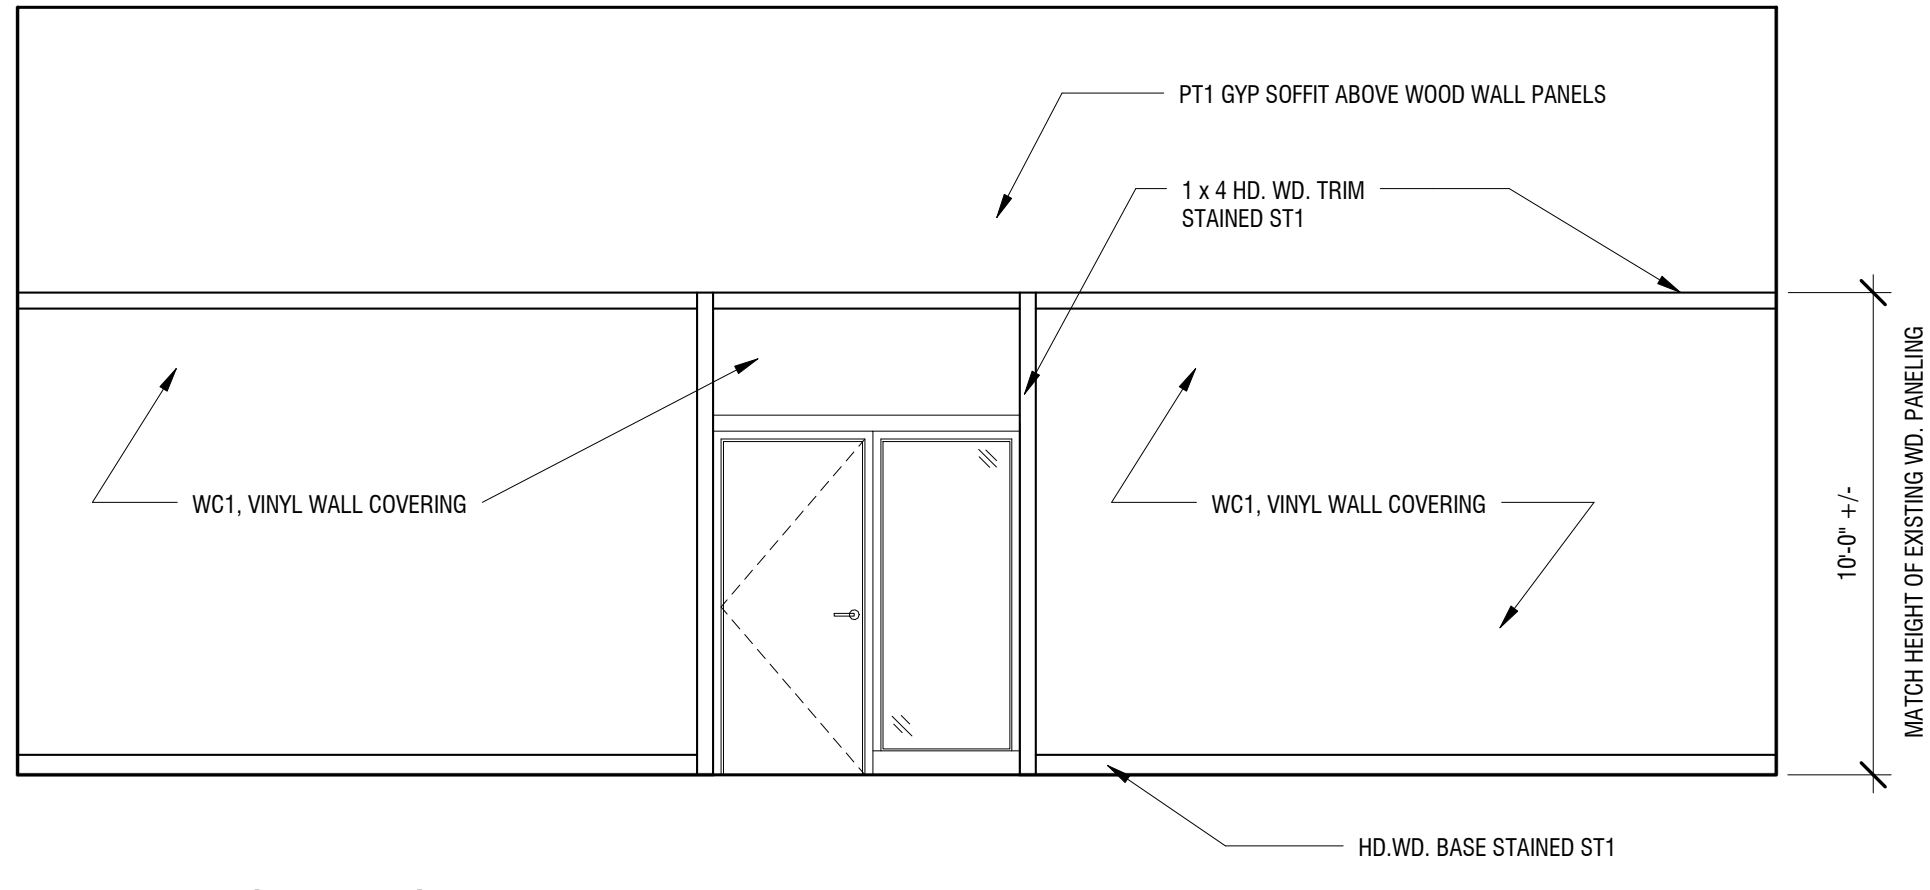 PT1 GYP SOFFIT ABOVE WOOD WALL PANELS
1 x 4 HD. WD. TRIM
STAINED ST1
WC1, VINYL WALL COVERING
WC1, VINYL WALL COVERING
10'-0" +/-
MATCH HEIGHT OF EXISTING WD. PANELING
HD.WD. BASE STAINED ST1